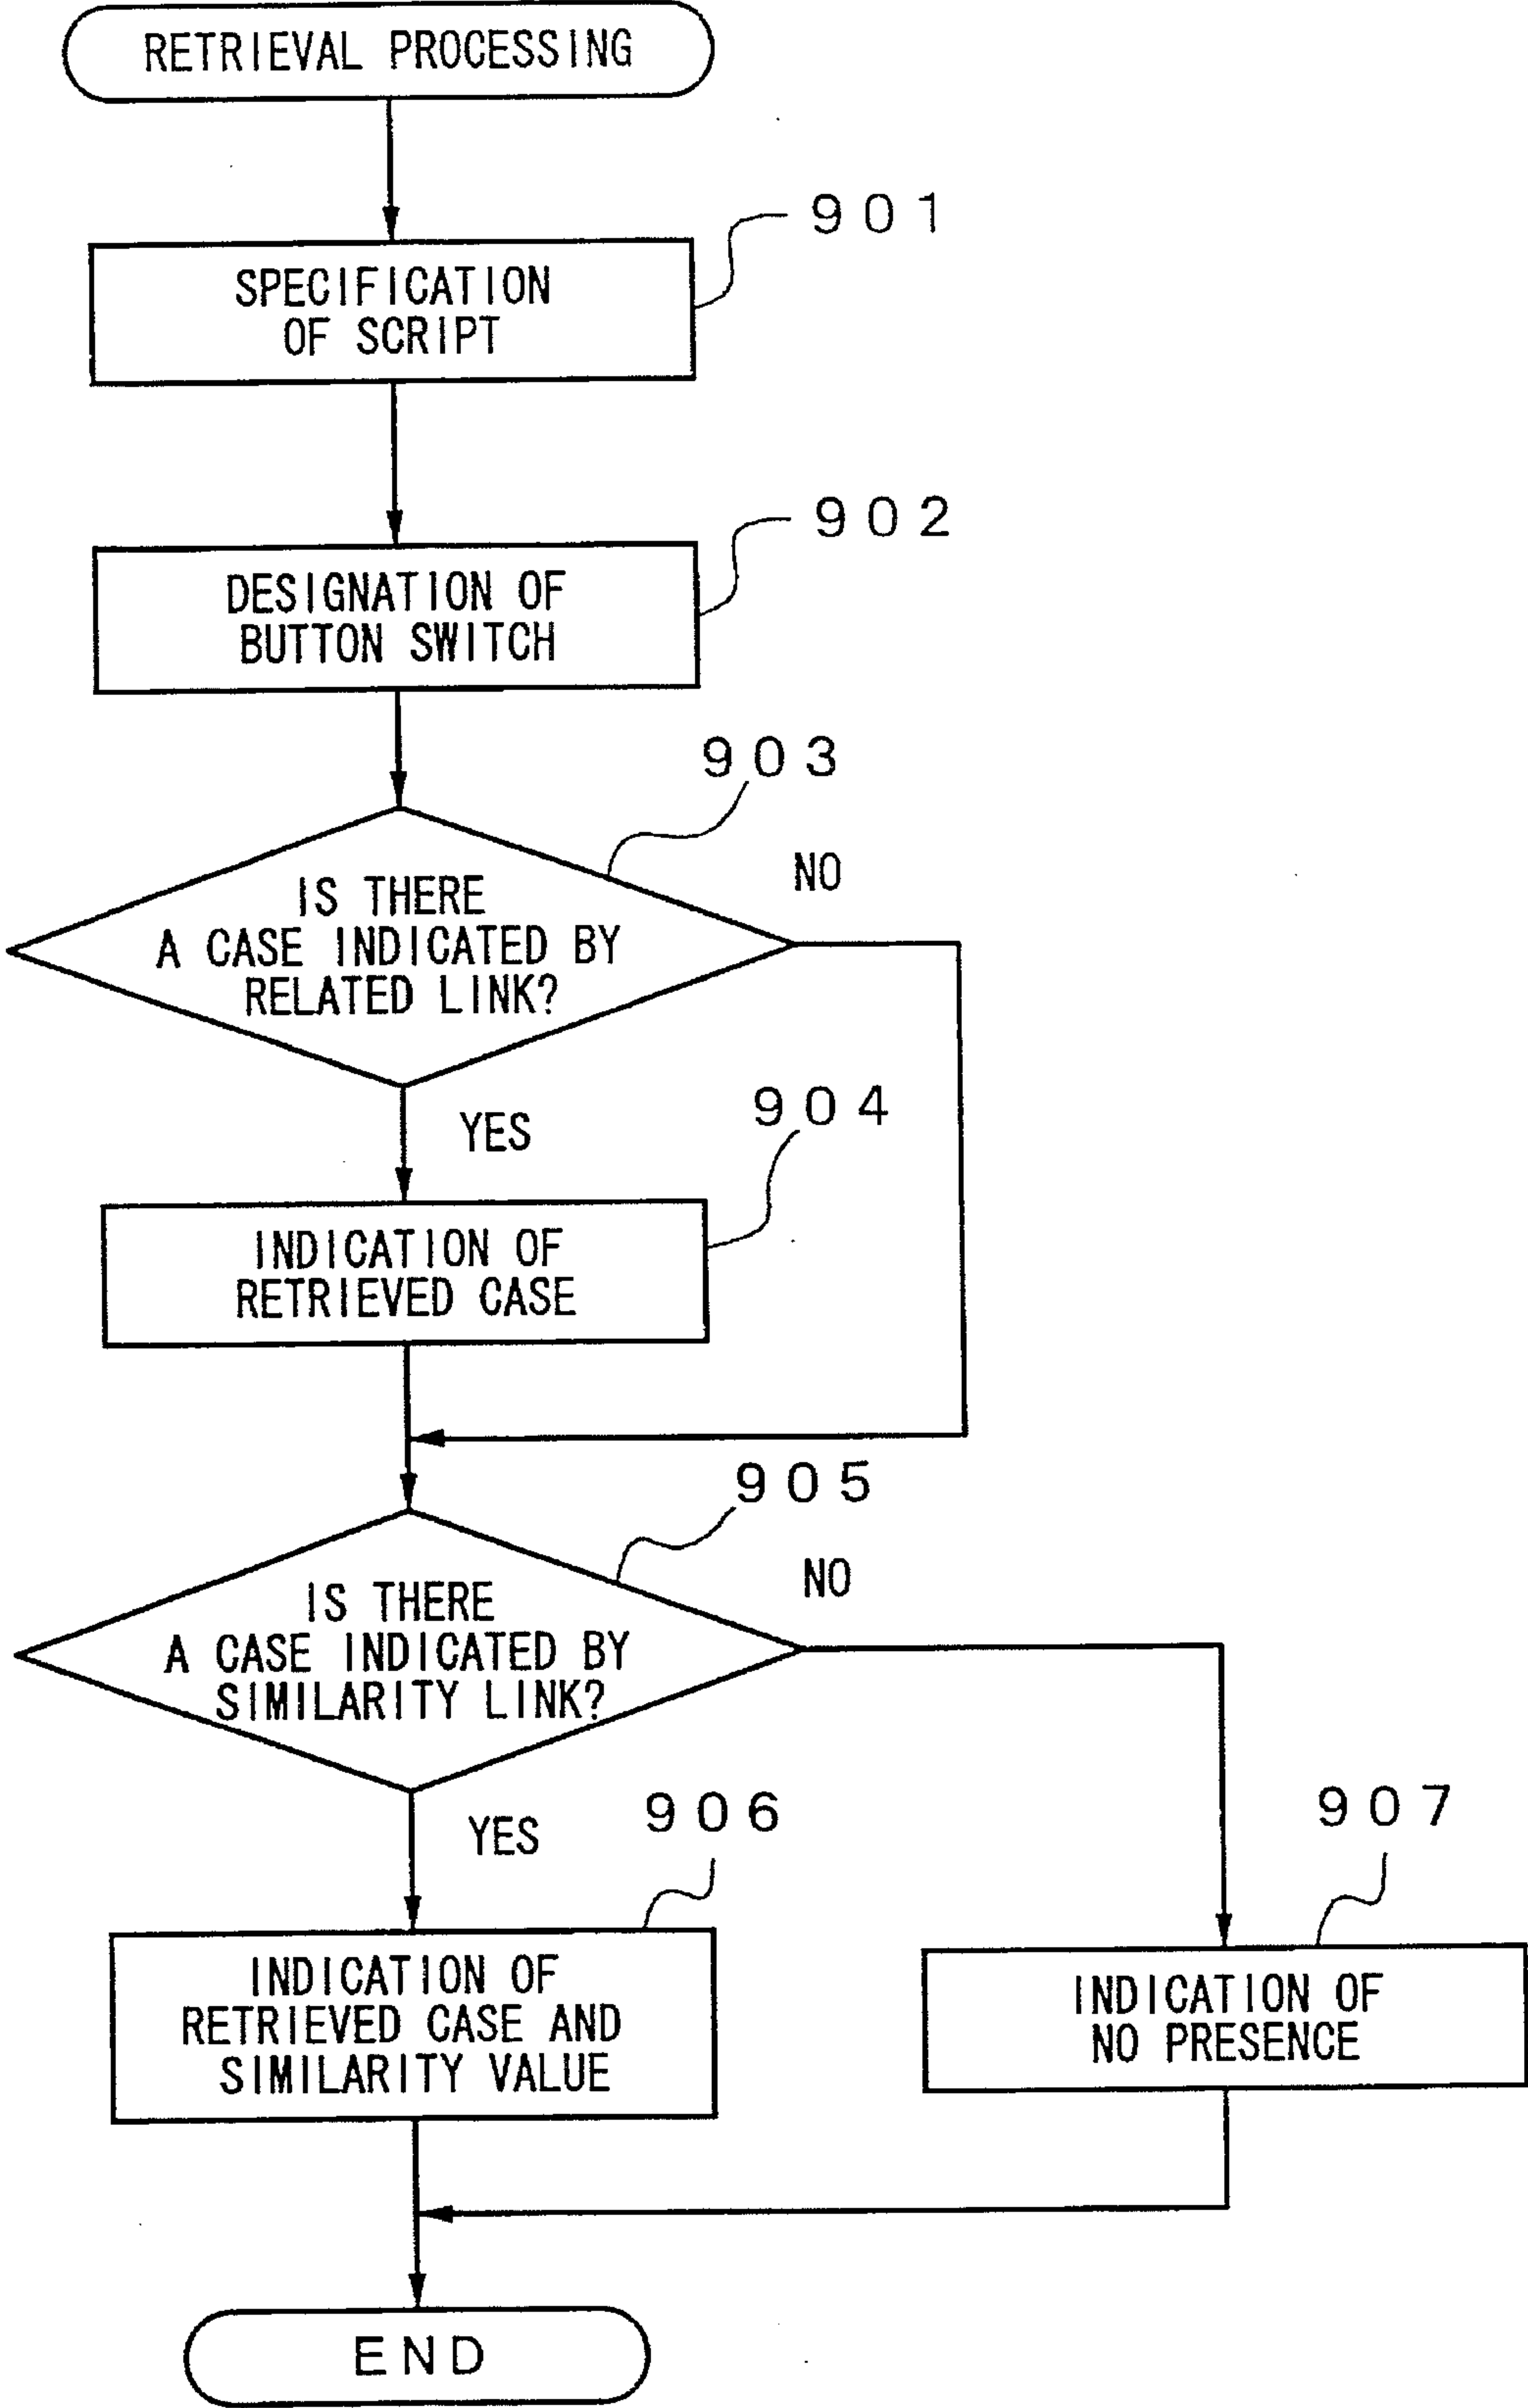 RETRIEVAL PROCESSING
901
SPECIFICATION
OF SCRIPT
902
DESIGNATION OF
BUTTON SWITCH
903
NO
IS THERE
A CASE INDICATED BY
RELATED LINK?
YES
904
INDICATION OF
RETRIEVED CASE
905
NO
IS THERE
A CASE INDICATED BY
SIMILARITY LINK?
YES
906
907
INDICATION OF
RETRIEVED CASE AND
SIMILARITY VALUE
INDICATION OF
NO PRESENCE
END